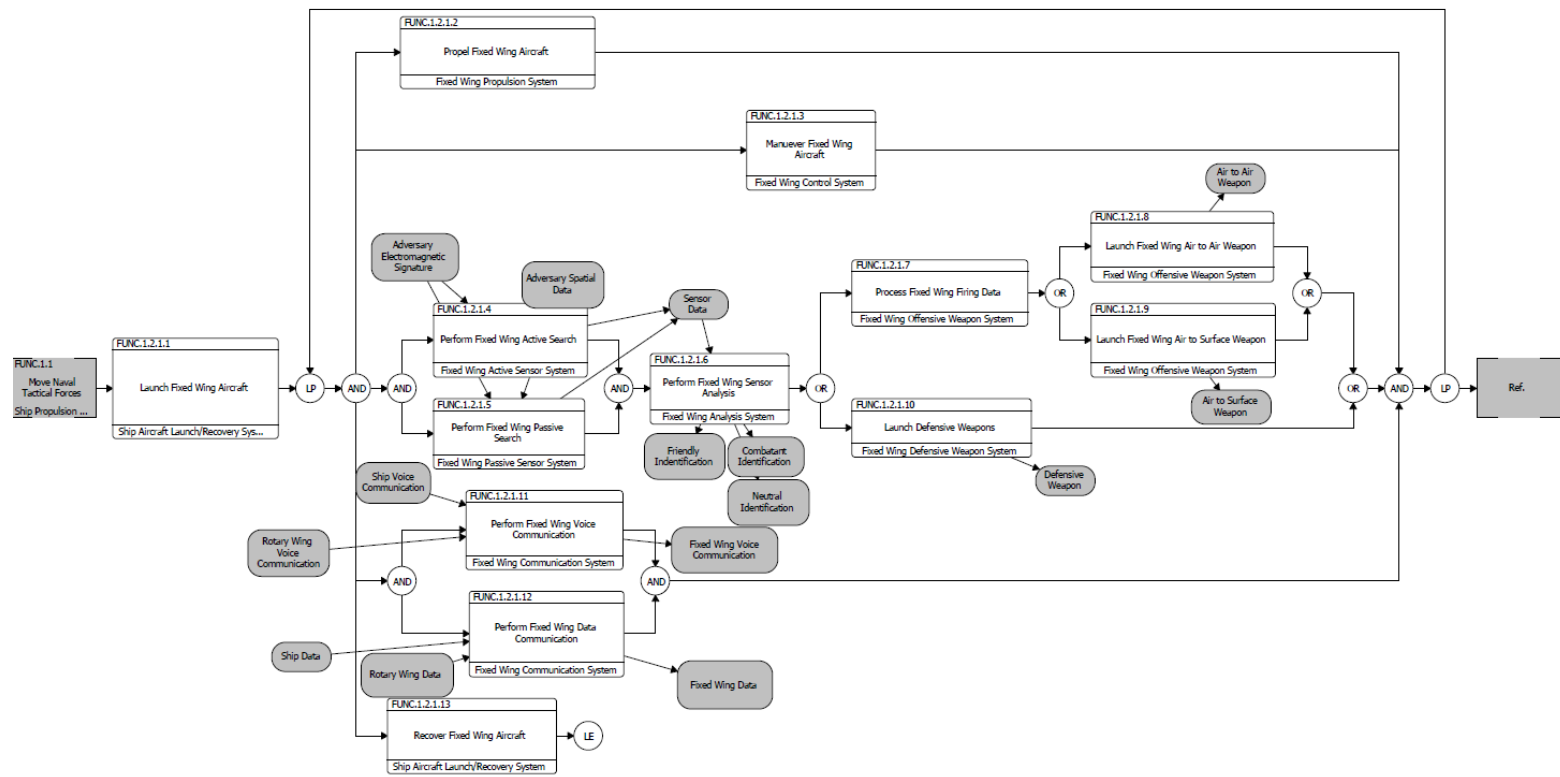 FUNC.1.2.1.2
Propel Fixed Wing Aircraft
Fixed Wing Propulsion System
FUNC.1.2.1.3
Manuever Fixed Wing
Aircraft
Fixed Wing Control System
Air to Air
Weapon
FUNC.1.2.1.8
Launch Fixed Wing Air to Air Weapon
Fixed Wing Offensive Weapon System
Adversary
Electromagnetic
Signature
Adversary Spatial
Data
Sensor
Data
FUNC.1.2.1.7
Process Fixed Wing Firing Data
Fixed Wing Offensive Weapon System
OR
OR
FUNC.1.2.1.4
Perform Fixed Wing Active Search
Fixed Wing Active Sensor System
FUNC.1.2.1.9
Launch Fixed Wing Air to Surface Weapon
Fixed Wing Offensive Weapon System
FUNC.1.1
Move Naval
Tactical Forces
Ship Propulsion ...
FUNC.1.2.1.1
Launch Fixed Wing Aircraft
Ship Aircraft Launch/Recovery Sys...
LP
AND
AND
AND
FUNC.1.2.1.6
Perform Fixed Wing Sensor
Analysis
Fixed Wing Analysis System
OR
OR
AND
LP
Ref.
FUNC.1.2.1.5
Perform Fixed Wing Passive
Search
Fixed Wing Passive Sensor System
FUNC.1.2.1.10
Launch Defensive Weapons
Fixed Wing Defensive Weapon System
Air to Surface
Weapon
Friendly
Indentification
Combatant
Identification
Neutral
Identification
Defensive
Weapon
Ship Voice
Communication
FUNC.1.2.1.11
Perform Fixed Wing Voice
Communication
Fixed Wing Communication System
Rotary Wing
Voice
Communication
Fixed Wing Voice
Communication
AND
AND
FUNC.1.2.1.12
Perform Fixed Wing Data
Communication
Fixed Wing Communication System
Ship Data
Rotary Wing Data
Fixed Wing Data
FUNC.1.2.1.13
Recover Fixed Wing Aircraft
Ship Aircraft Launch/Recovery System
LE